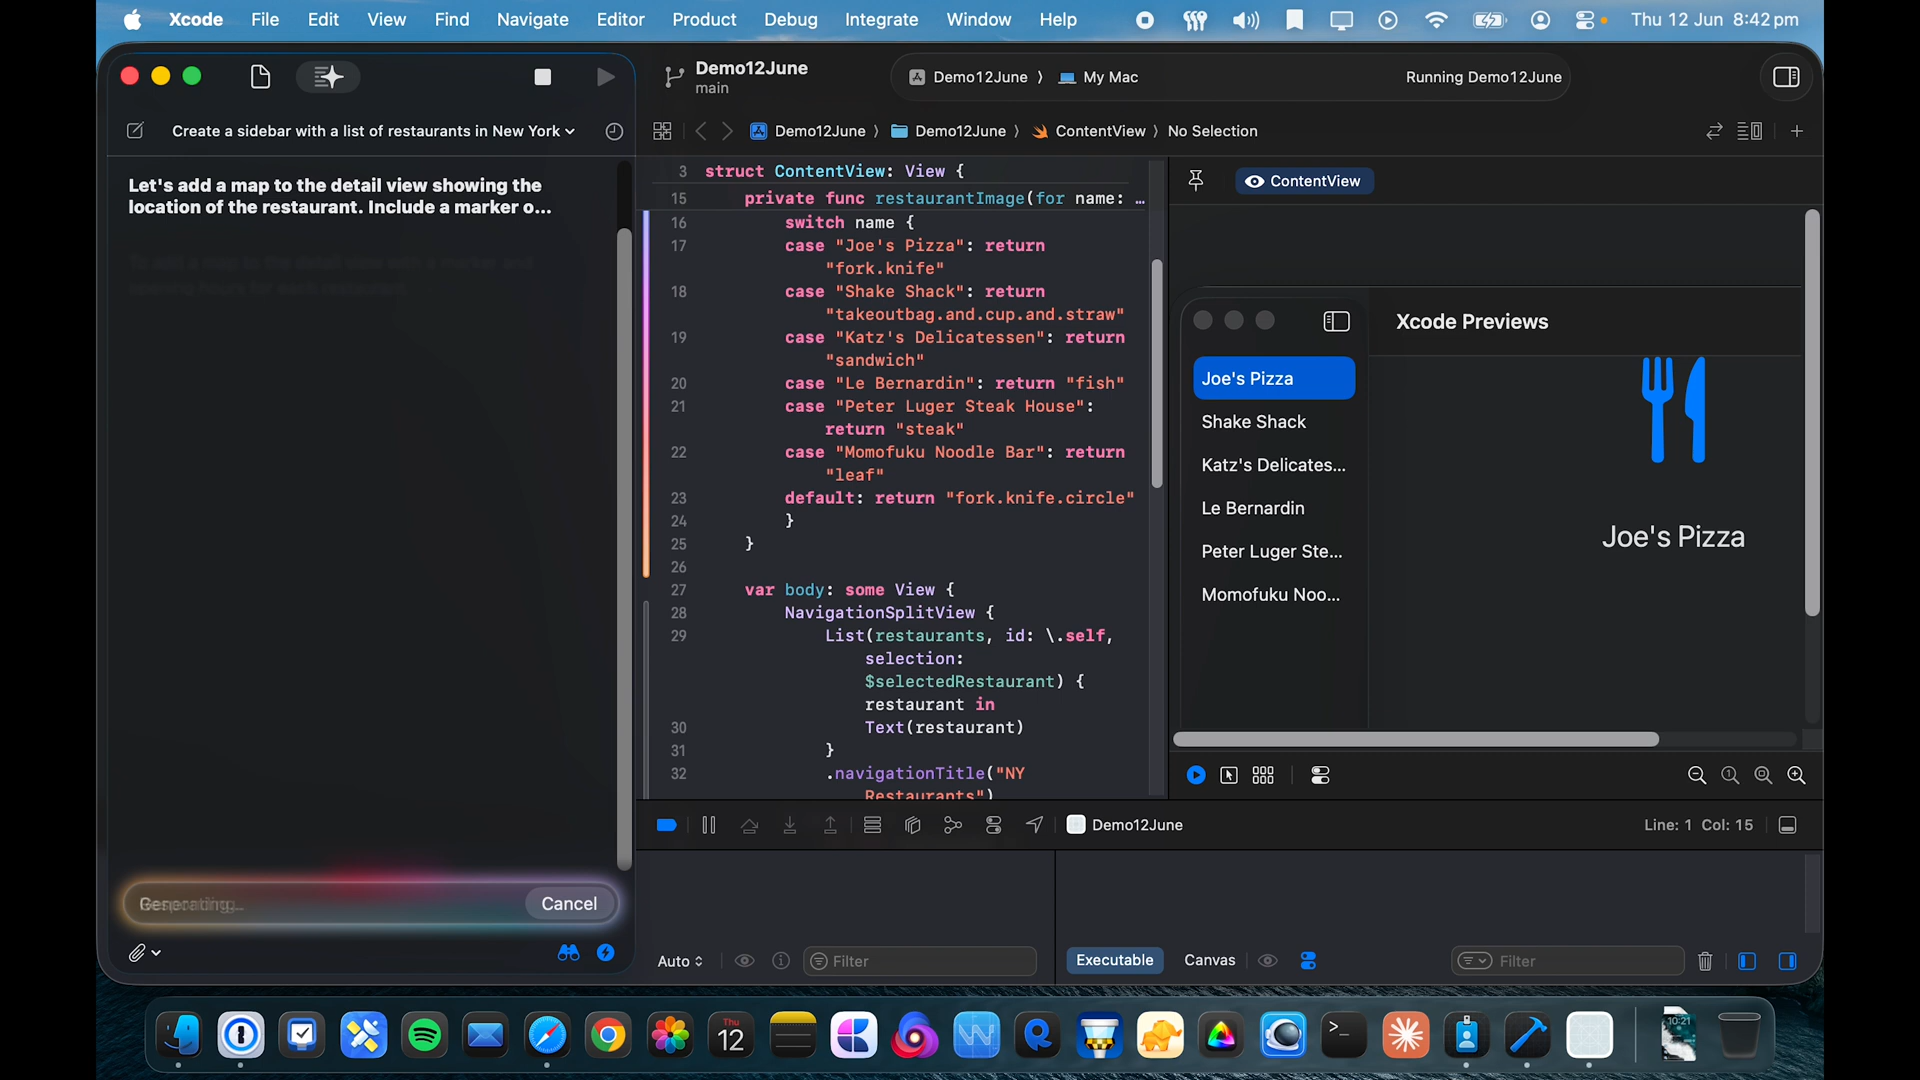 Xcode File Edit View Find Navigate Editor Product Debug Integrate Window Help Thu 12 Jun 8:42 pm
Demo12June
main
Demo12June 〉 My Mac
Running Demo12June
Create a sidebar with a list of restaurants in New York
Demo12June 〉 Demo12June 〉 ContentView 〉 No Selection
Let's add a map to the detail view showing the
location of the restaurant. Include a marker o...
Generating...
Cancel
3 struct ContentView: View {
15 private func restaurantImage(for name: …
16 switch name {
17 case "Joe's Pizza": return
"fork.knife"
18 case "Shake Shack": return
"takeoutbag.and.cup.and.straw"
19 case "Katz's Delicatessen": return
"sandwich"
20 case "Le Bernardin": return "fish"
21 case "Peter Luger Steak House":
return "steak"
22 case "Momofuku Noodle Bar": return
"leaf"
23 default: return "fork.knife.circle"
24 }
25 }
26
27 var body: some View {
28 NavigationSplitView {
29 List(restaurants, id: \.self,
selection:
$selectedRestaurant) {
restaurant in
30 Text(restaurant)
31 }
32 .navigationTitle("NY
Restaurants")
ContentView
Xcode Previews
Joe's Pizza
Shake Shack
Katz's Delicates...
Le Bernardin
Peter Luger Ste...
Momofuku Noo...
Joe's Pizza
Demo12June
Line: 1 Col: 15
Auto
Filter
Executable
Canvas
Filter
Thu
12
10:21